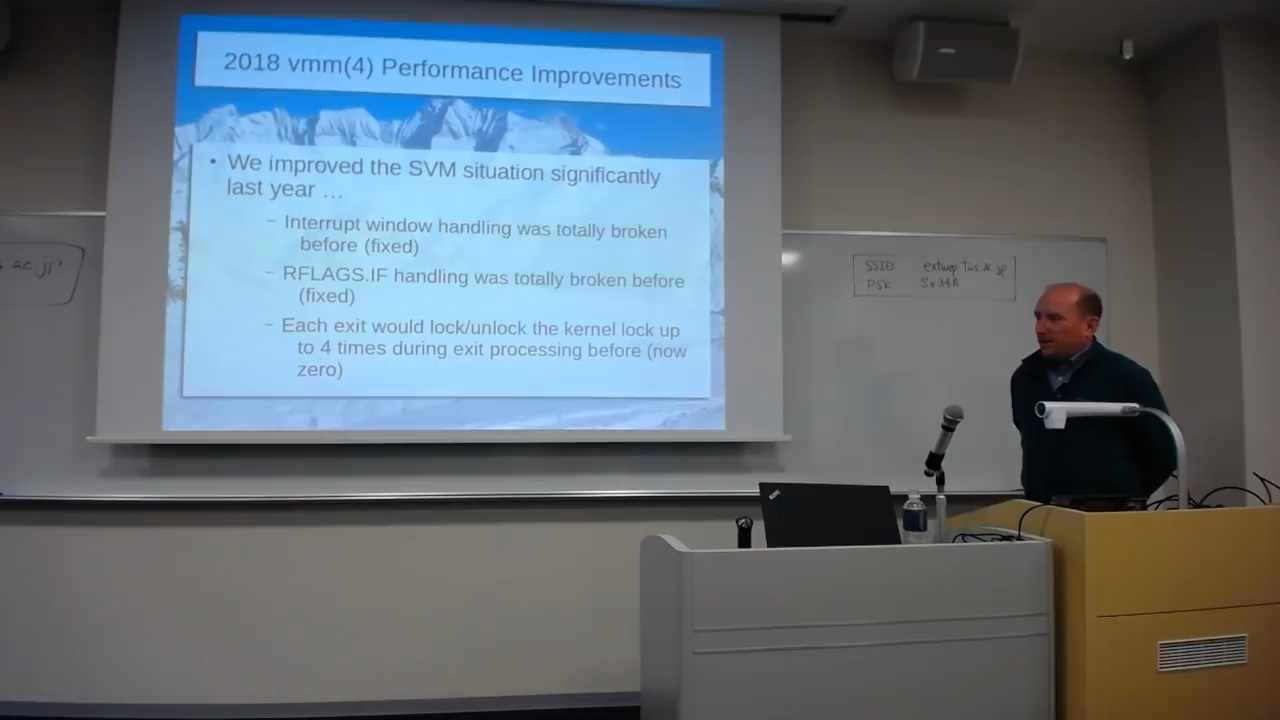 2018 vmm(4) Performance Improvements
• We improved the SVM situation significantly
last year …
– Interrupt window handling was totally broken
before (fixed)
– RFLAGS.IF handling was totally broken before
(fixed)
– Each exit would lock/unlock the kernel lock up
to 4 times during exit processing before (now
zero)
SSID
PSK